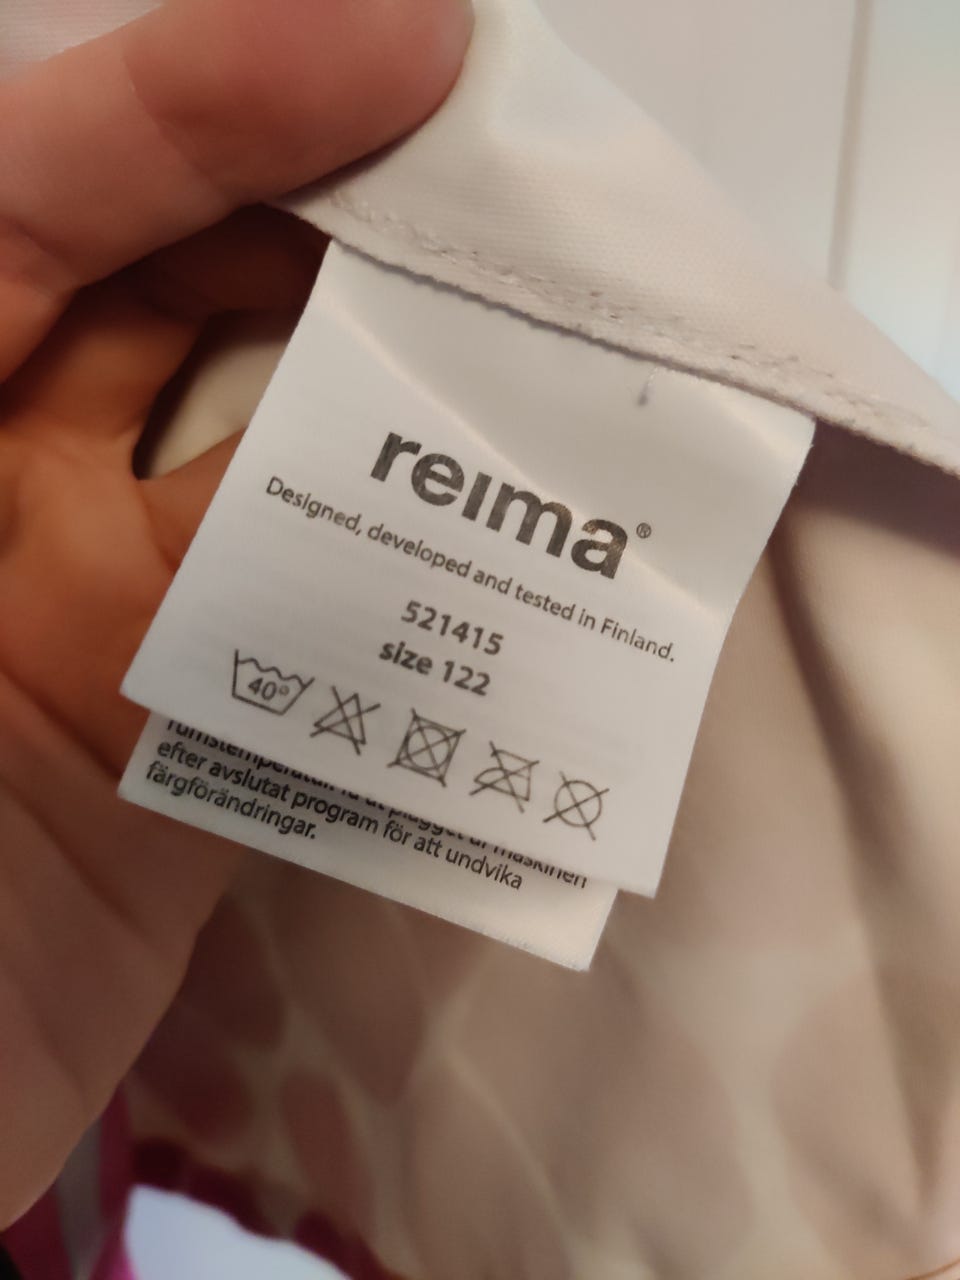 reima®
Designed, developed and tested in Finland.
521415
size 122
40°
efter avslutat program för att undvika
färgförändringar.